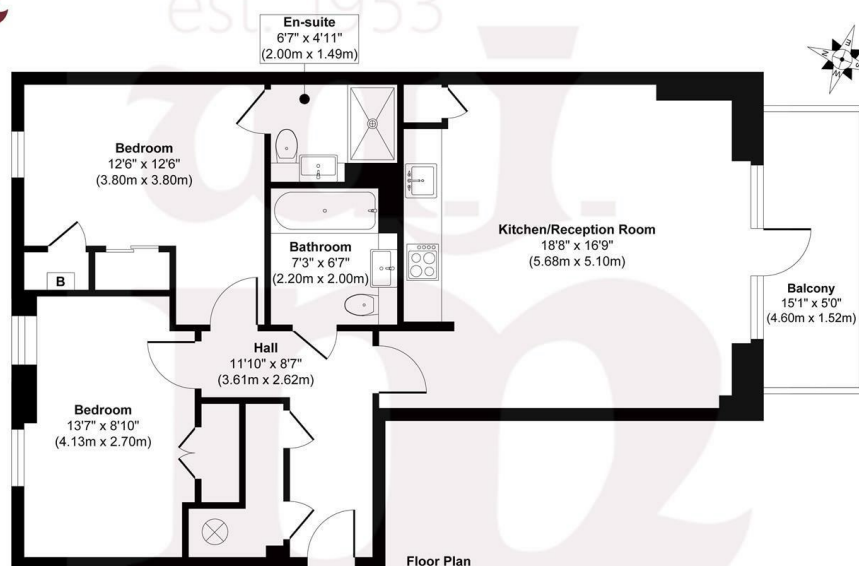 est. 1953
En-suite
6'7" x 4'11"
(2.00m x 1.49m)
Bedroom
12'6" x 12'6"
(3.80m x 3.80m)
Kitchen/Reception Room
18'8" x 16'9"
(5.68m x 5.10m)
Bathroom
7'3" x 6'7"
(2.20m x 2.00m)
B
Balcony
15'1" x 5'0"
(4.60m x 1.52m)
Hall
11'10" x 8'7"
(3.61m x 2.62m)
Bedroom
13'7" x 8'10"
(4.13m x 2.70m)
Floor Plan
N
E
S
W